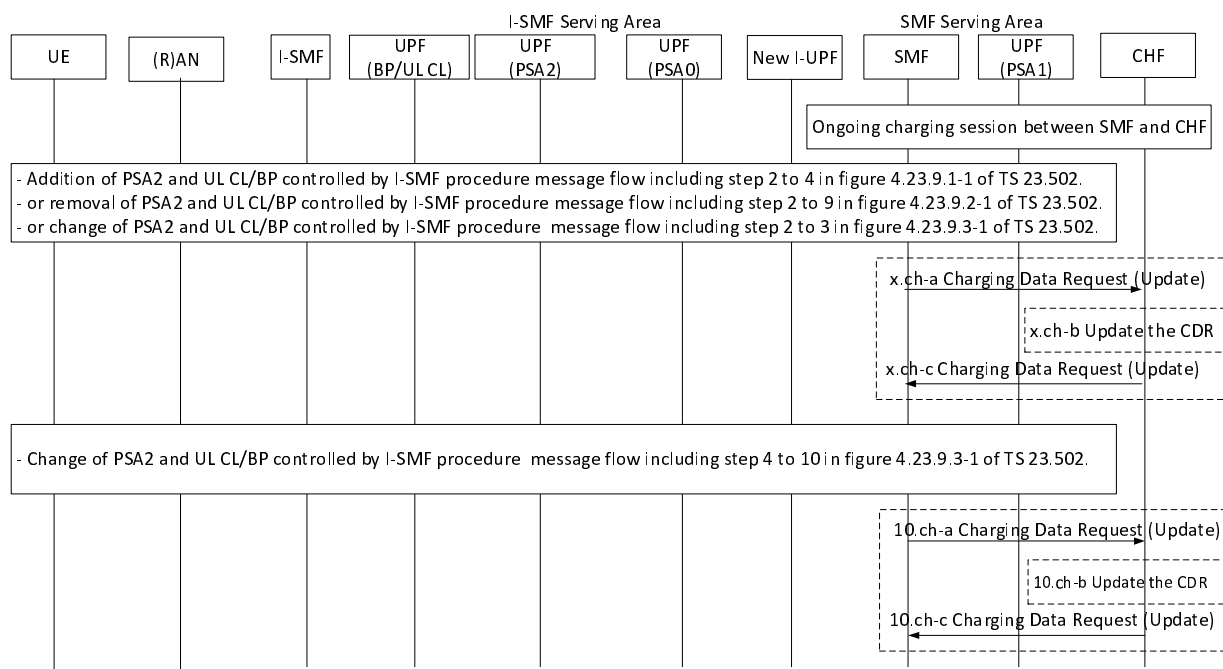 I-SMF Serving Area
SMF Serving Area
UE
(R)AN
I-SMF
UPF
(BP/UL CL)
UPF
(PSA2)
UPF
(PSA0)
New I-UPF
SMF
UPF
(PSA1)
CHF
Ongoing charging session between SMF and CHF
- Addition of PSA2 and UL CL/BP controlled by I-SMF procedure message flow including step 2 to 4 in figure 4.23.9.1-1 of TS 23.502.
- or removal of PSA2 and UL CL/BP controlled by I-SMF procedure message flow including step 2 to 9 in figure 4.23.9.2-1 of TS 23.502.
- or change of PSA2 and UL CL/BP controlled by I-SMF procedure message flow including step 2 to 3 in figure 4.23.9.3-1 of TS 23.502.
x.ch-a Charging Data Request (Update)
x.ch-b Update the CDR
x.ch-c Charging Data Request (Update)
- Change of PSA2 and UL CL/BP controlled by I-SMF procedure message flow including step 4 to 10 in figure 4.23.9.3-1 of TS 23.502.
10.ch-a Charging Data Request (Update)
10.ch-b Update the CDR
10.ch-c Charging Data Request (Update)